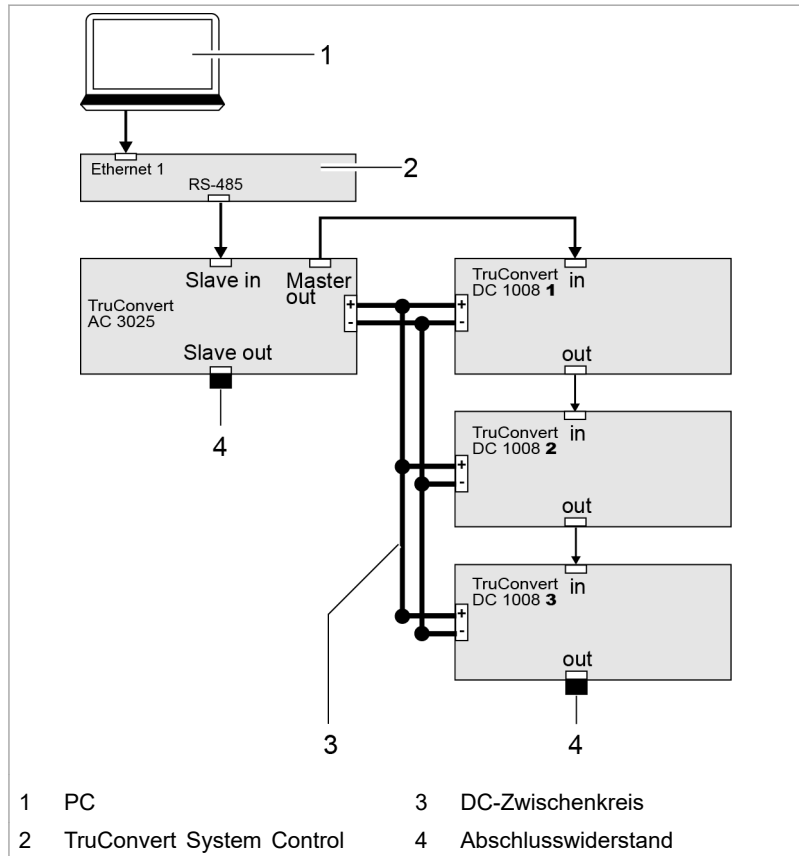 1
Ethernet 1
2
RS-485
Slave in
Master
out
TruConvert
AC 3025
+
-
Slave out
4
TruConvert
DC 1008 1
in
+
-
out
TruConvert
DC 1008 2
in
+
-
out
TruConvert
DC 1008 3
in
+
-
out
3
4
1 PC
2 TruConvert System Control
3 DC-Zwischenkreis
4 Abschlusswiderstand